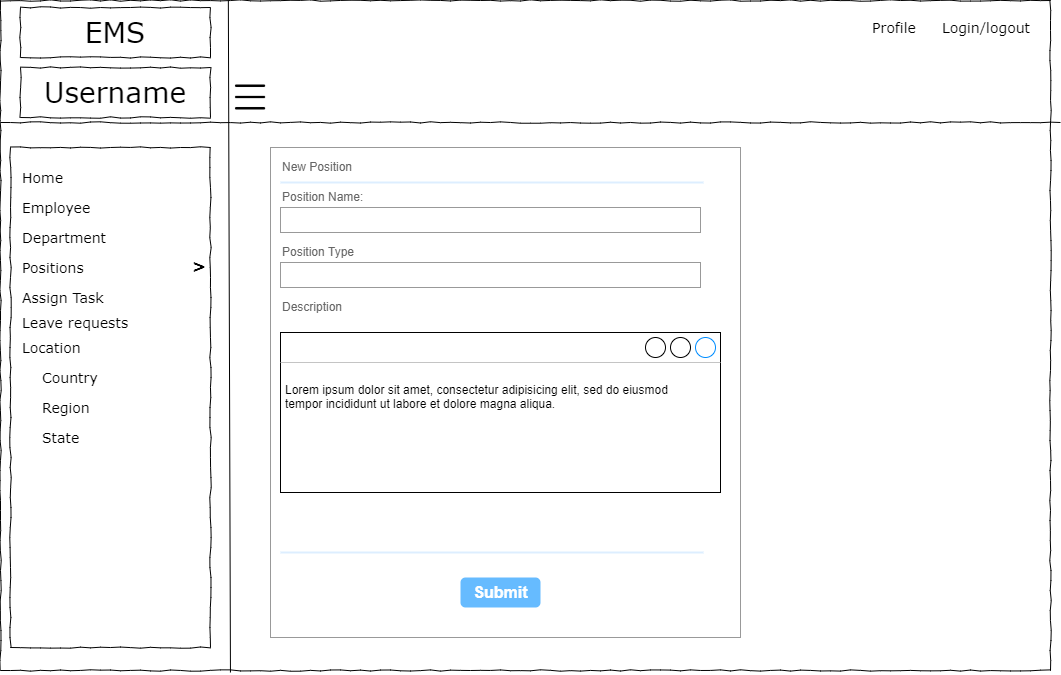 EMS
Profile
Login/logout
Username
Home
Employee
Department
Positions >
Assign Task
Leave requests
Location
Country
Region
State
New Position
Position Name:
Position Type
Description
Lorem ipsum dolor sit amet, consectetur adipisicing elit, sed do eiusmod
tempor incididunt ut labore et dolore magna aliqua.
Submit